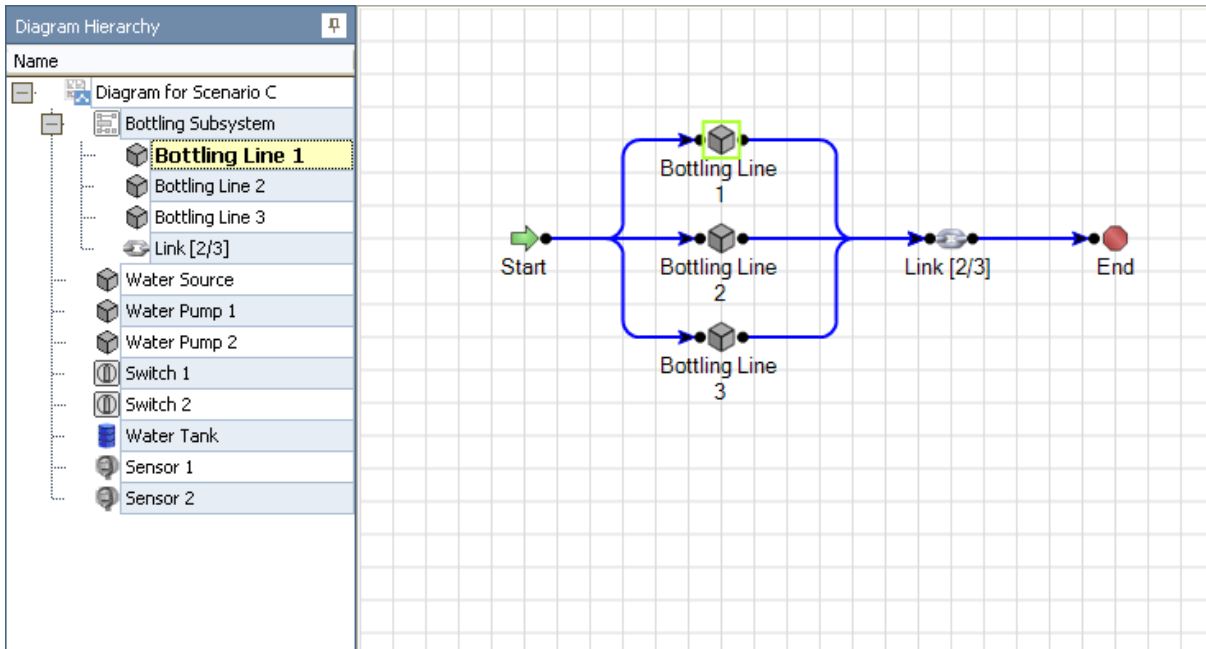 Diagram Hierarchy
Name
Diagram for Scenario C
Bottling Subsystem
Bottling Line 1
Bottling Line 2
Bottling Line 3
Link [2/3]
Water Source
Water Pump 1
Water Pump 2
Switch 1
Switch 2
Water Tank
Sensor 1
Sensor 2
Start
Bottling Line
1
Bottling Line
2
Bottling Line
3
Link [2/3]
End